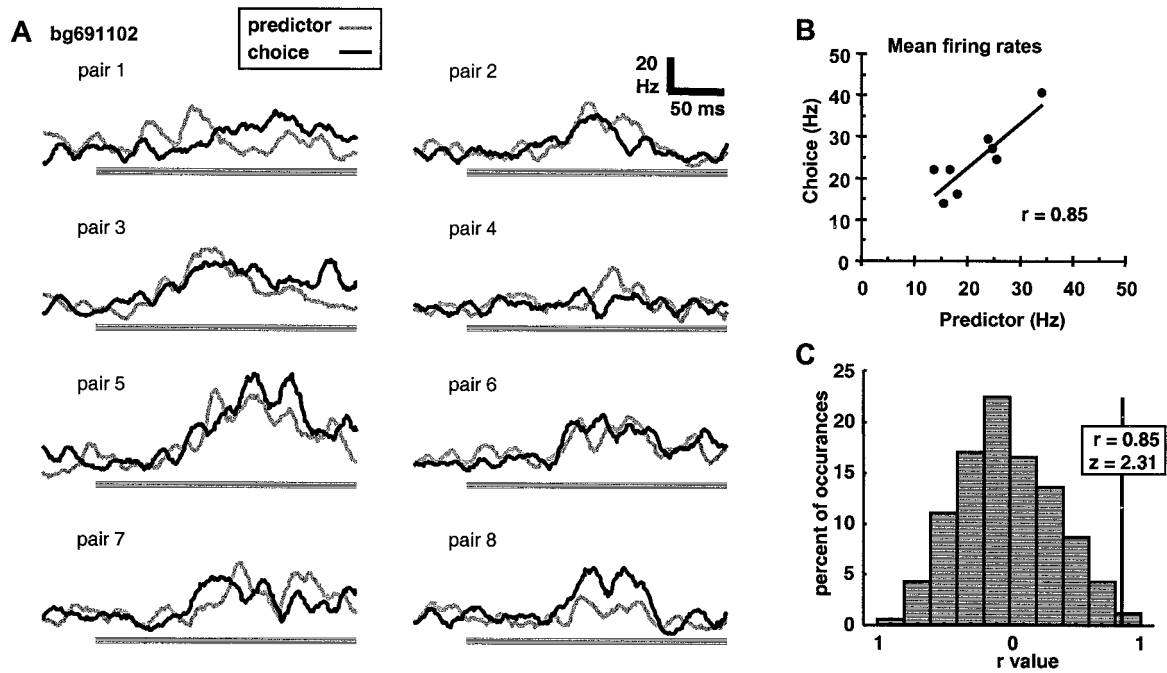 A bg691102
predictor
choice
20
Hz
50 ms
pair 1
pair 2
pair 3
pair 4
pair 5
pair 6
pair 7
pair 8
B
Mean firing rates
Choice (Hz)
50
40
30
20
10
0
r = 0.85
0 10 20 30 40 50
Predictor (Hz)
C
percent of occurances
25
20
15
10
5
0
r = 0.85
z = 2.31
1 0 1
r value